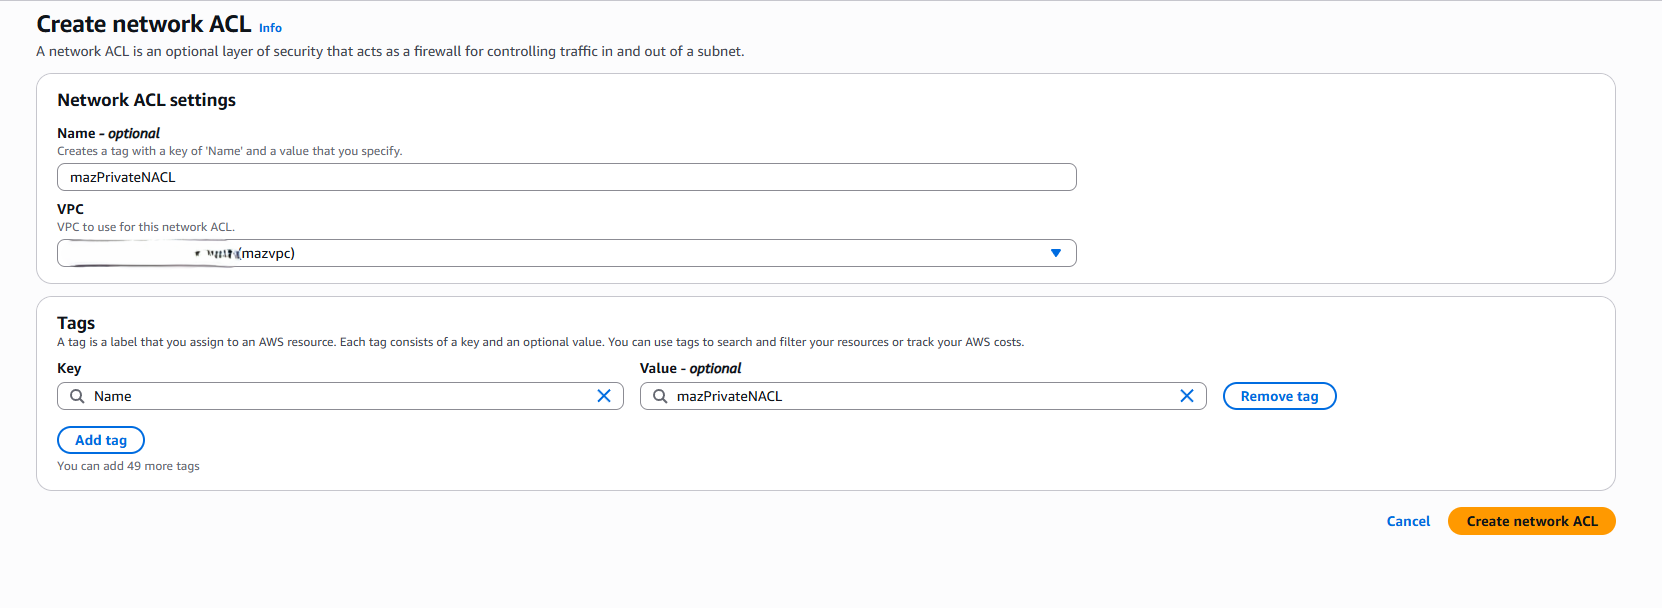 Create network ACL Info
A network ACL is an optional layer of security that acts as a firewall for controlling traffic in and out of a subnet.
Network ACL settings
Name - optional
Creates a tag with a key of 'Name' and a value that you specify.
mazPrivateNACL
VPC
VPC to use for this network ACL.
(mazvpc)
Tags
A tag is a label that you assign to an AWS resource. Each tag consists of a key and an optional value. You can use tags to search and filter your resources or track your AWS costs.
Key Value - optional
Name mazPrivateNACL Remove tag
Add tag
You can add 49 more tags
Cancel Create network ACL